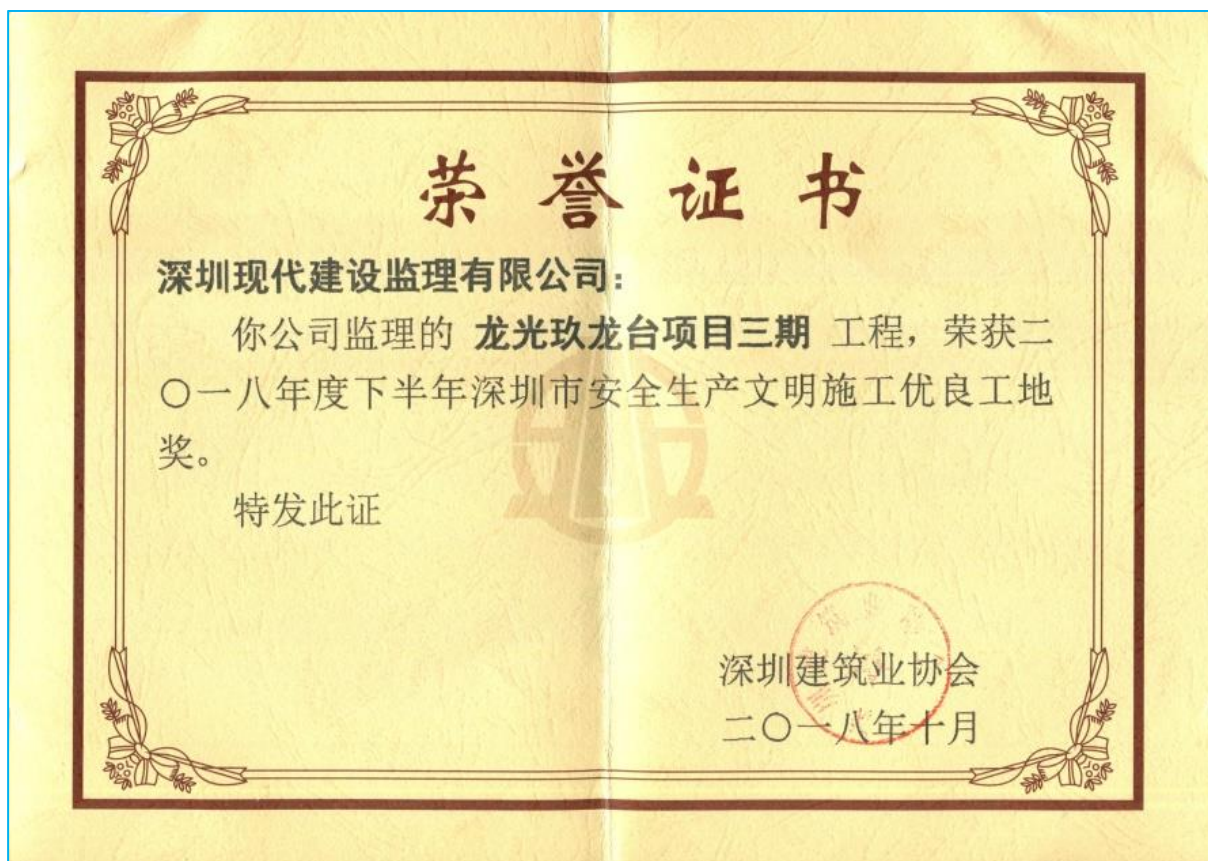 荣誉证书
深圳现代建设监理有限公司：
你公司监理的 龙光玖龙台项目三期 工程，荣获二
〇一八年度下半年深圳市安全生产文明施工优良工地
奖。
特发此证
深圳建筑业协会
二〇一八年十月